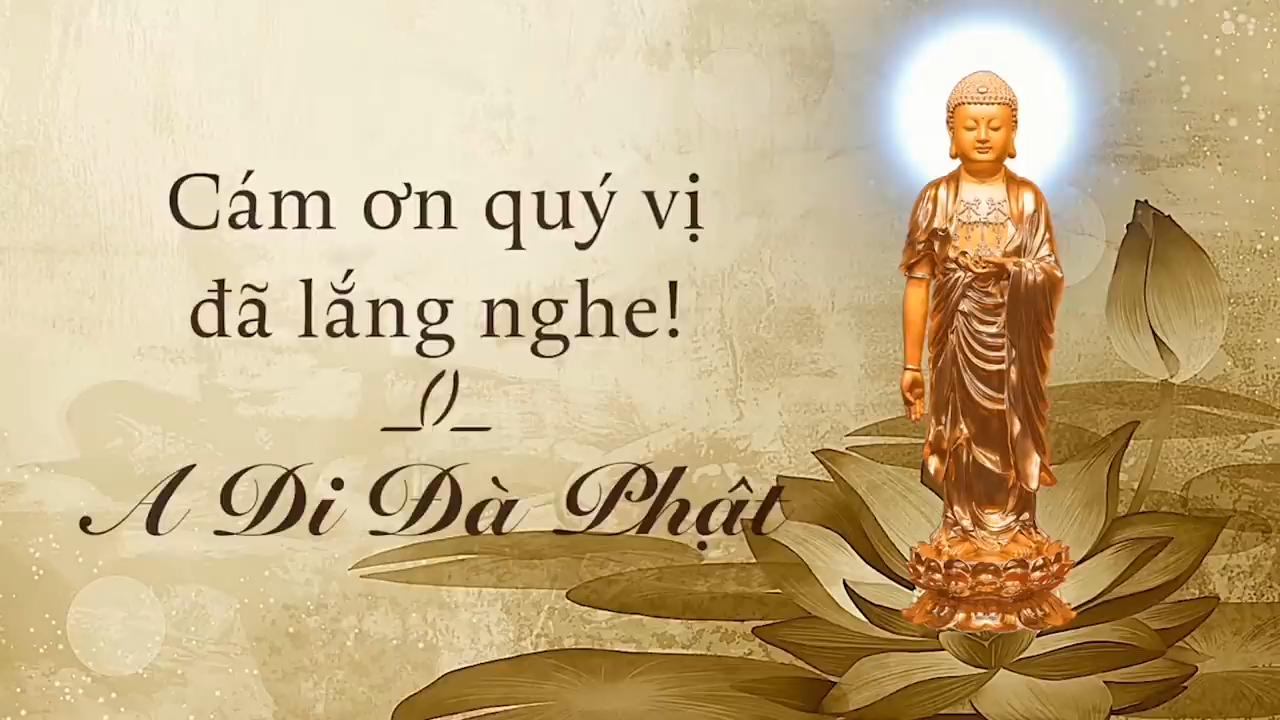 Cám ơn quý vị
đã lắng nghe!
_()_
A Di Đà Phật